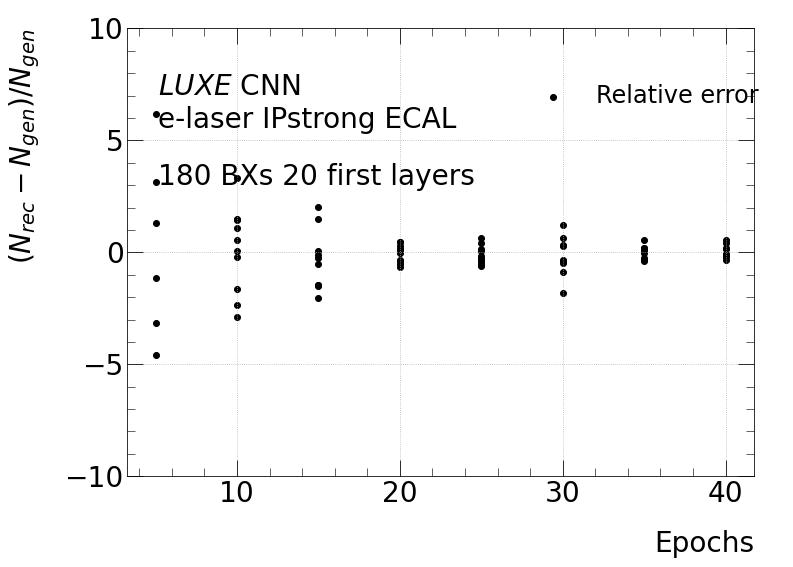 10
LUXE CNN
Relative error
e-laser IPstrong ECAL
5
180 BXs 20 first layers
(N_rec − N_gen)/N_gen
0
−5
−10
10 20 30 40
Epochs